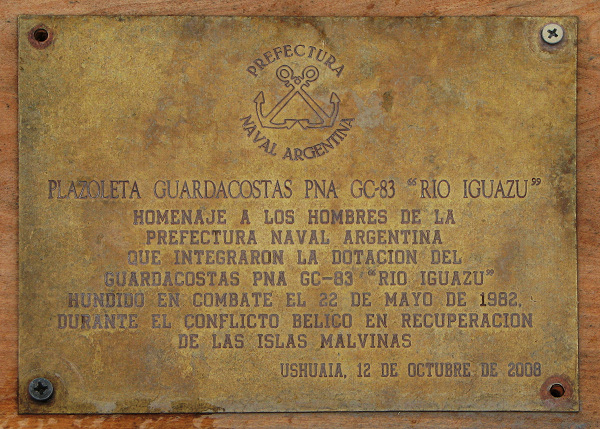 PREFECTURA
NAVAL ARGENTINA
PLAZOLETA GUARDACOSTAS PNA GC-83 "RIO IGUAZU"
HOMENAJE A LOS HOMBRES DE LA
PREFECTURA NAVAL ARGENTINA
QUE INTEGRARON LA DOTACION DEL
GUARDACOSTAS PNA GC-83 "RIO IGUAZU"
HUNDIDO EN COMBATE EL 22 DE MAYO DE 1982,
DURANTE EL CONFLICTO BELICO EN RECUPERACION
DE LAS ISLAS MALVINAS
USHUAIA, 12 DE OCTUBRE DE 2008